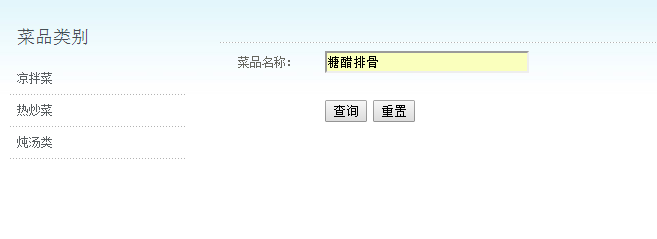 菜品类别
凉拌菜
热炒菜
炖汤类
菜品名称： 糖醋排骨
查询 重置